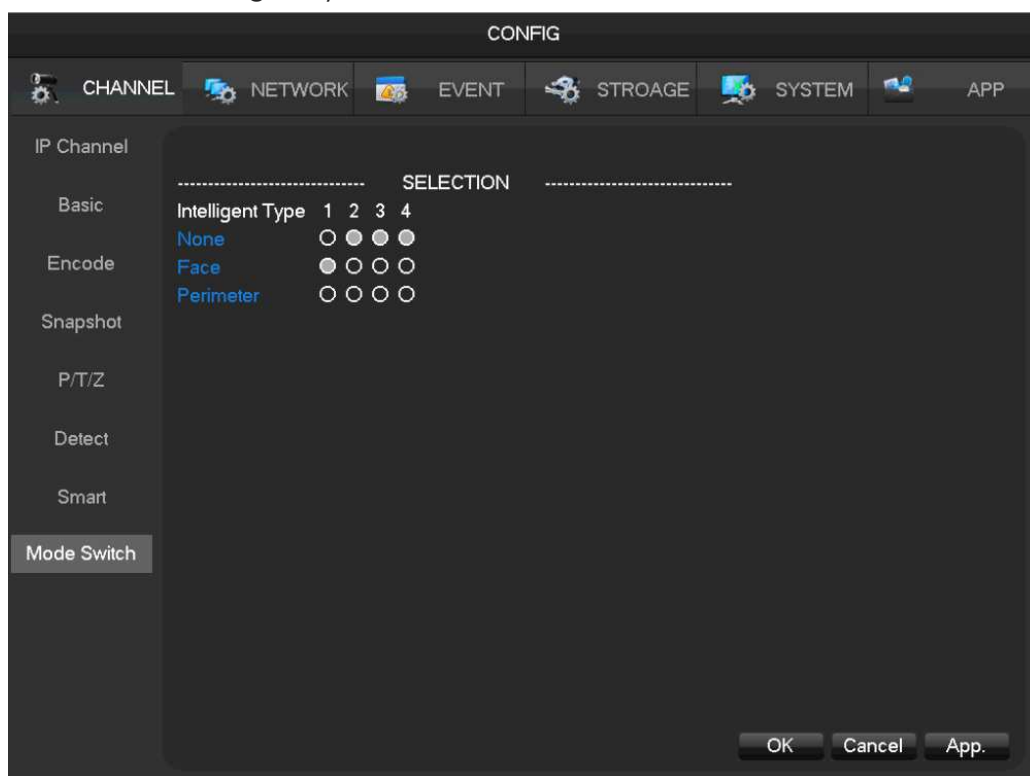 CONFIG
CHANNEL NETWORK EVENT STROAGE SYSTEM APP
IP Channel
Basic
Encode
Snapshot
P/T/Z
Detect
Smart
Mode Switch
------------------------------- SELECTION -------------------------------
Intelligent Type 1 2 3 4
None
Face
Perimeter
OK Cancel App.